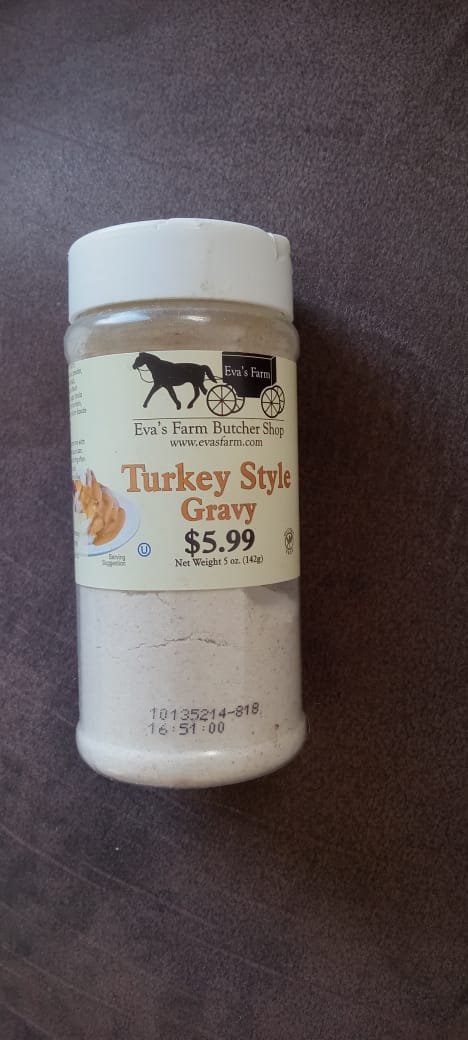 Eva's Farm
Eva's Farm Butcher Shop
www.evasfarm.com
Turkey Style
Gravy
$5.99
Net Weight 5 oz. (142g)
Serving
Suggestion
U
10135214-818
16:51:00